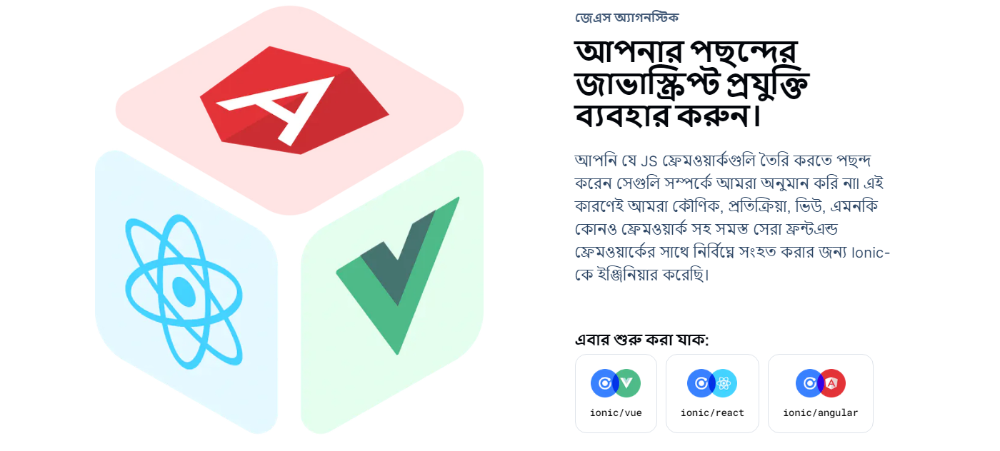 জেএস অ্যাগনস্টিক
আপনার পছন্দের
জাভাস্ক্রিপ্ট প্রযুক্তি
ব্যবহার করুন।
আপনি যে JS ফ্রেমওয়ার্কগুলি তৈরি করতে পছন্দ
করেন সেগুলি সম্পর্কে আমরা অনুমান করি না। এই
কারণেই আমরা কৌণিক, প্রতিক্রিয়া, ভিউ, এমনকি
কোনও ফ্রেমওয়ার্ক সহ সমস্ত সেরা ফ্রন্টএন্ড
ফ্রেমওয়ার্কের সাথে নির্বিঘ্নে সংহত করার জন্য Ionic-
কে ইঞ্জিনিয়ার করেছি।
এবার শুরু করা যাক:
ionic/vue ionic/react ionic/angular